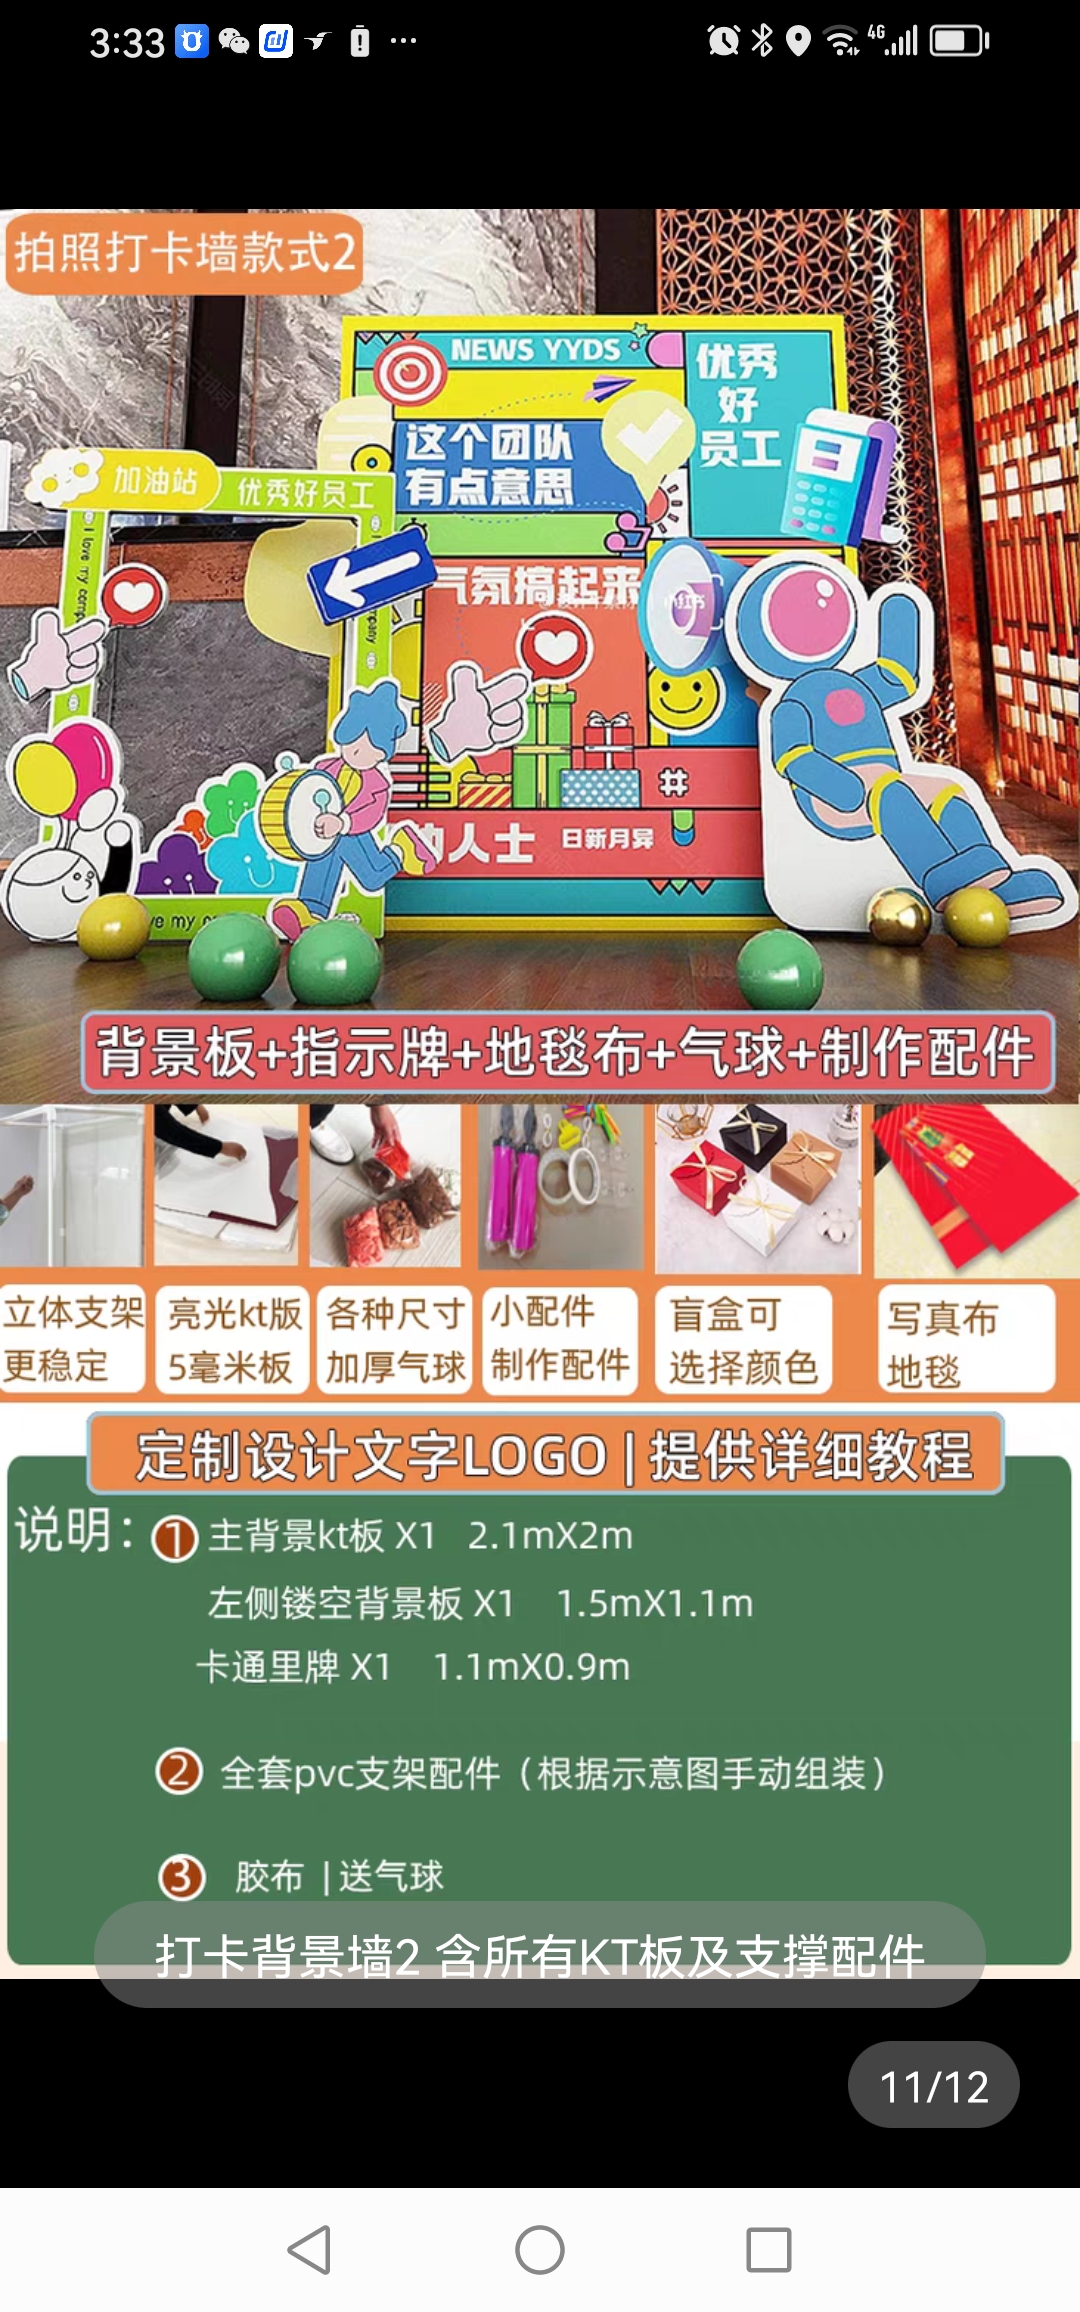 3:33
4G
拍照打卡墙款式2
NEWS YYDS
优秀
好
员工
这个团队
有点意思
加油站
优秀好员工
I love my
气氛搞起来
小红书
#
人士
日新月异
背景板+指示牌+地毯布+气球+制作配件
立体支架
更稳定
亮光kt版
5毫米板
各种尺寸
加厚气球
小配件
制作配件
盲盒可
选择颜色
写真布
地毯
定制设计文字LOGO | 提供详细教程
说明:
① 主背景kt板 X1 2.1mX2m
左侧镂空背景板 X1 1.5mX1.1m
卡通里牌 X1 1.1mX0.9m
② 全套pvc支架配件（根据示意图手动组装）
③ 胶布 | 送气球
打卡背景墙2 含所有KT板及支撑配件
11/12